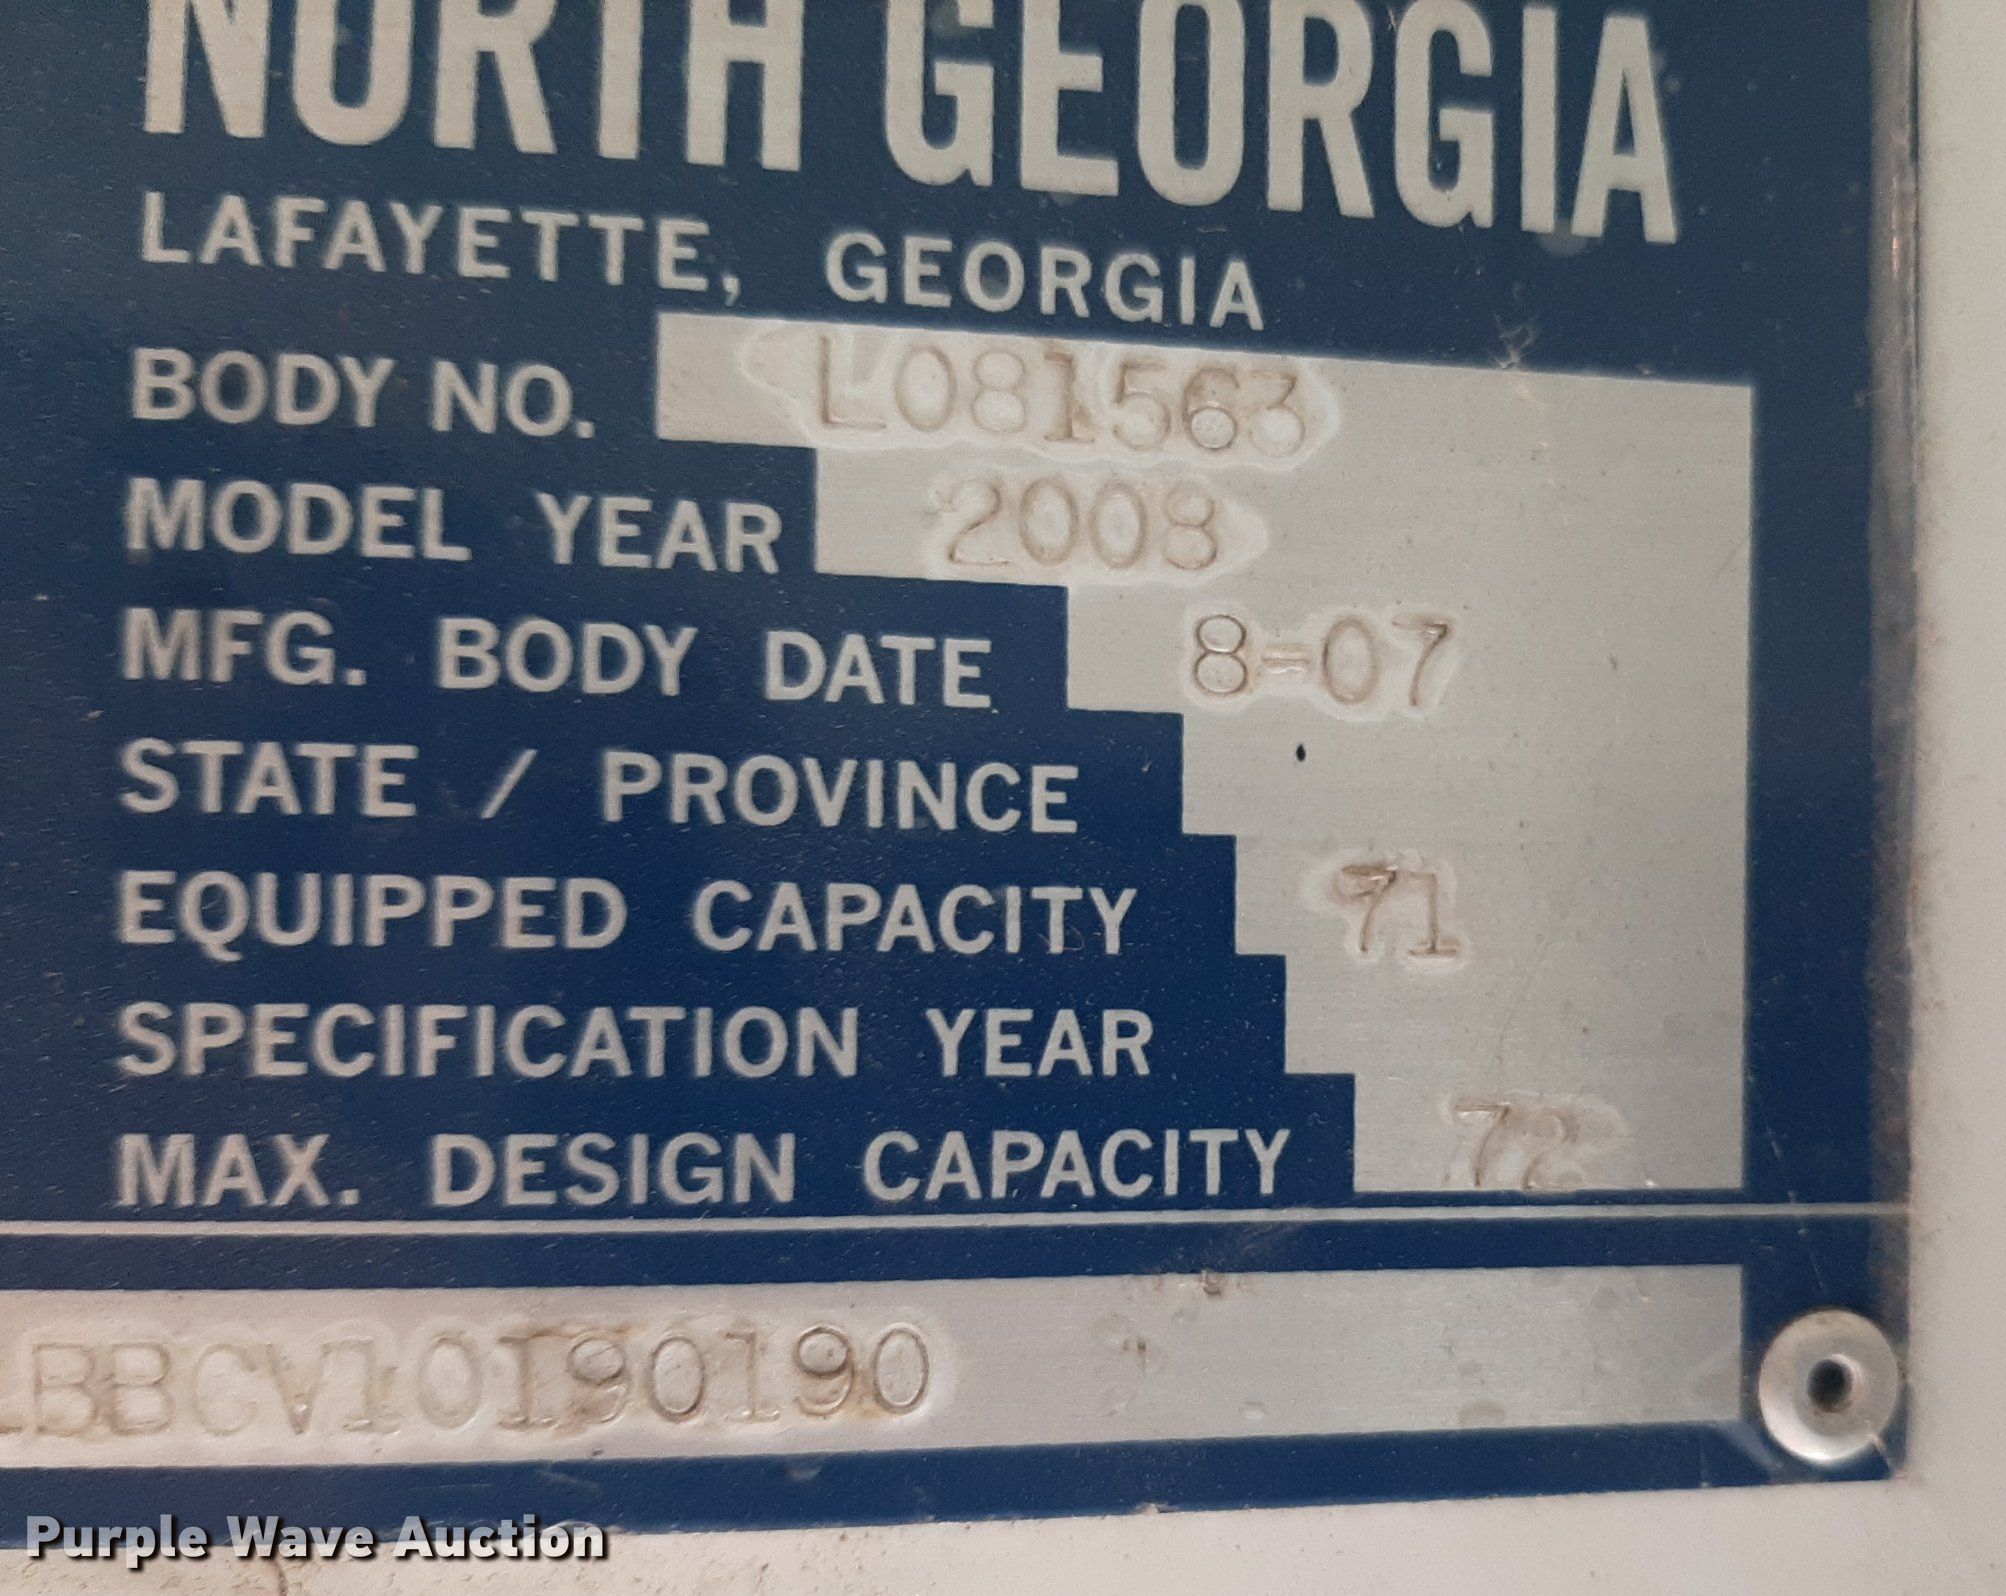 NORTH GEORGIA
LAFAYETTE, GEORGIA
BODY NO. L081563
MODEL YEAR 2008
MFG. BODY DATE 8-07
STATE / PROVINCE
EQUIPPED CAPACITY 71
SPECIFICATION YEAR
MAX. DESIGN CAPACITY 72
BBCV10190190
Purple Wave Auction